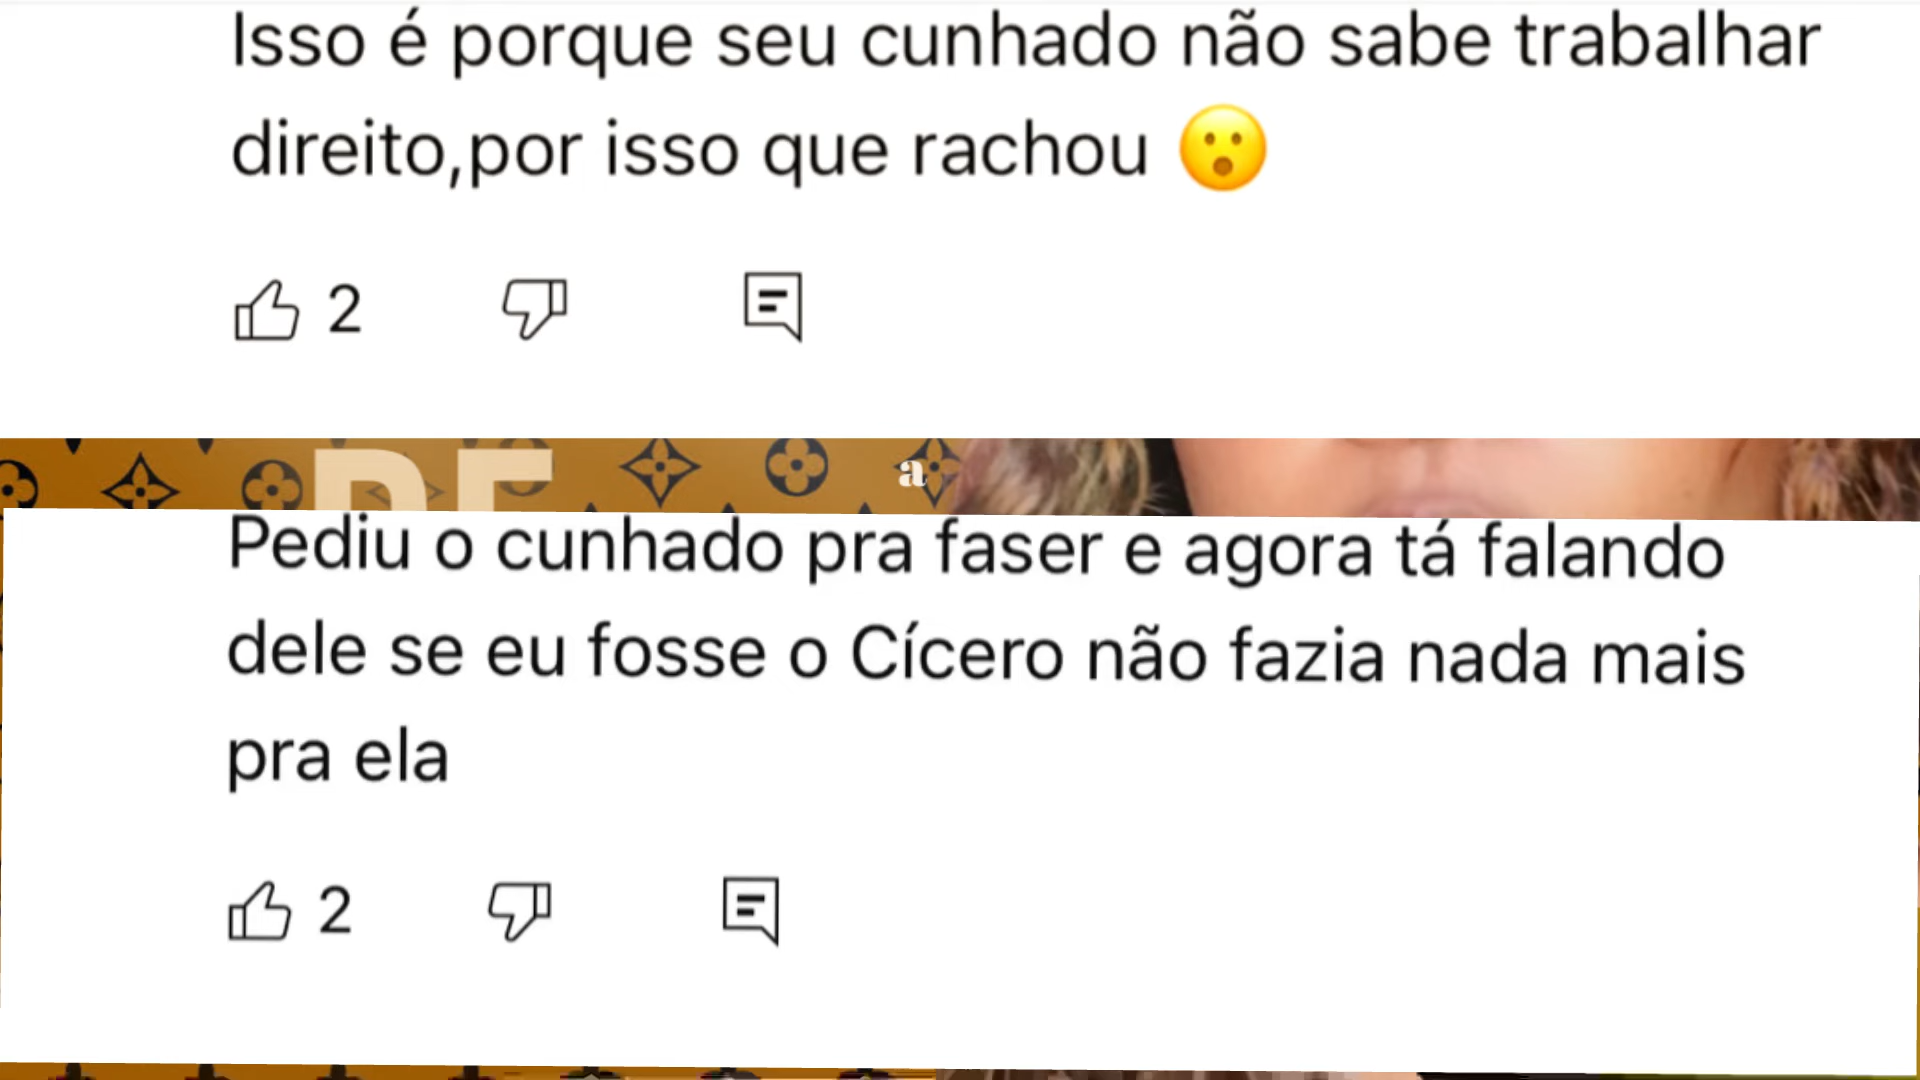 Isso é porque seu cunhado não sabe trabalhar
direito,por isso que rachou 😮
2
DE
a
Pediu o cunhado pra faser e agora tá falando
dele se eu fosse o Cícero não fazia nada mais
pra ela
2